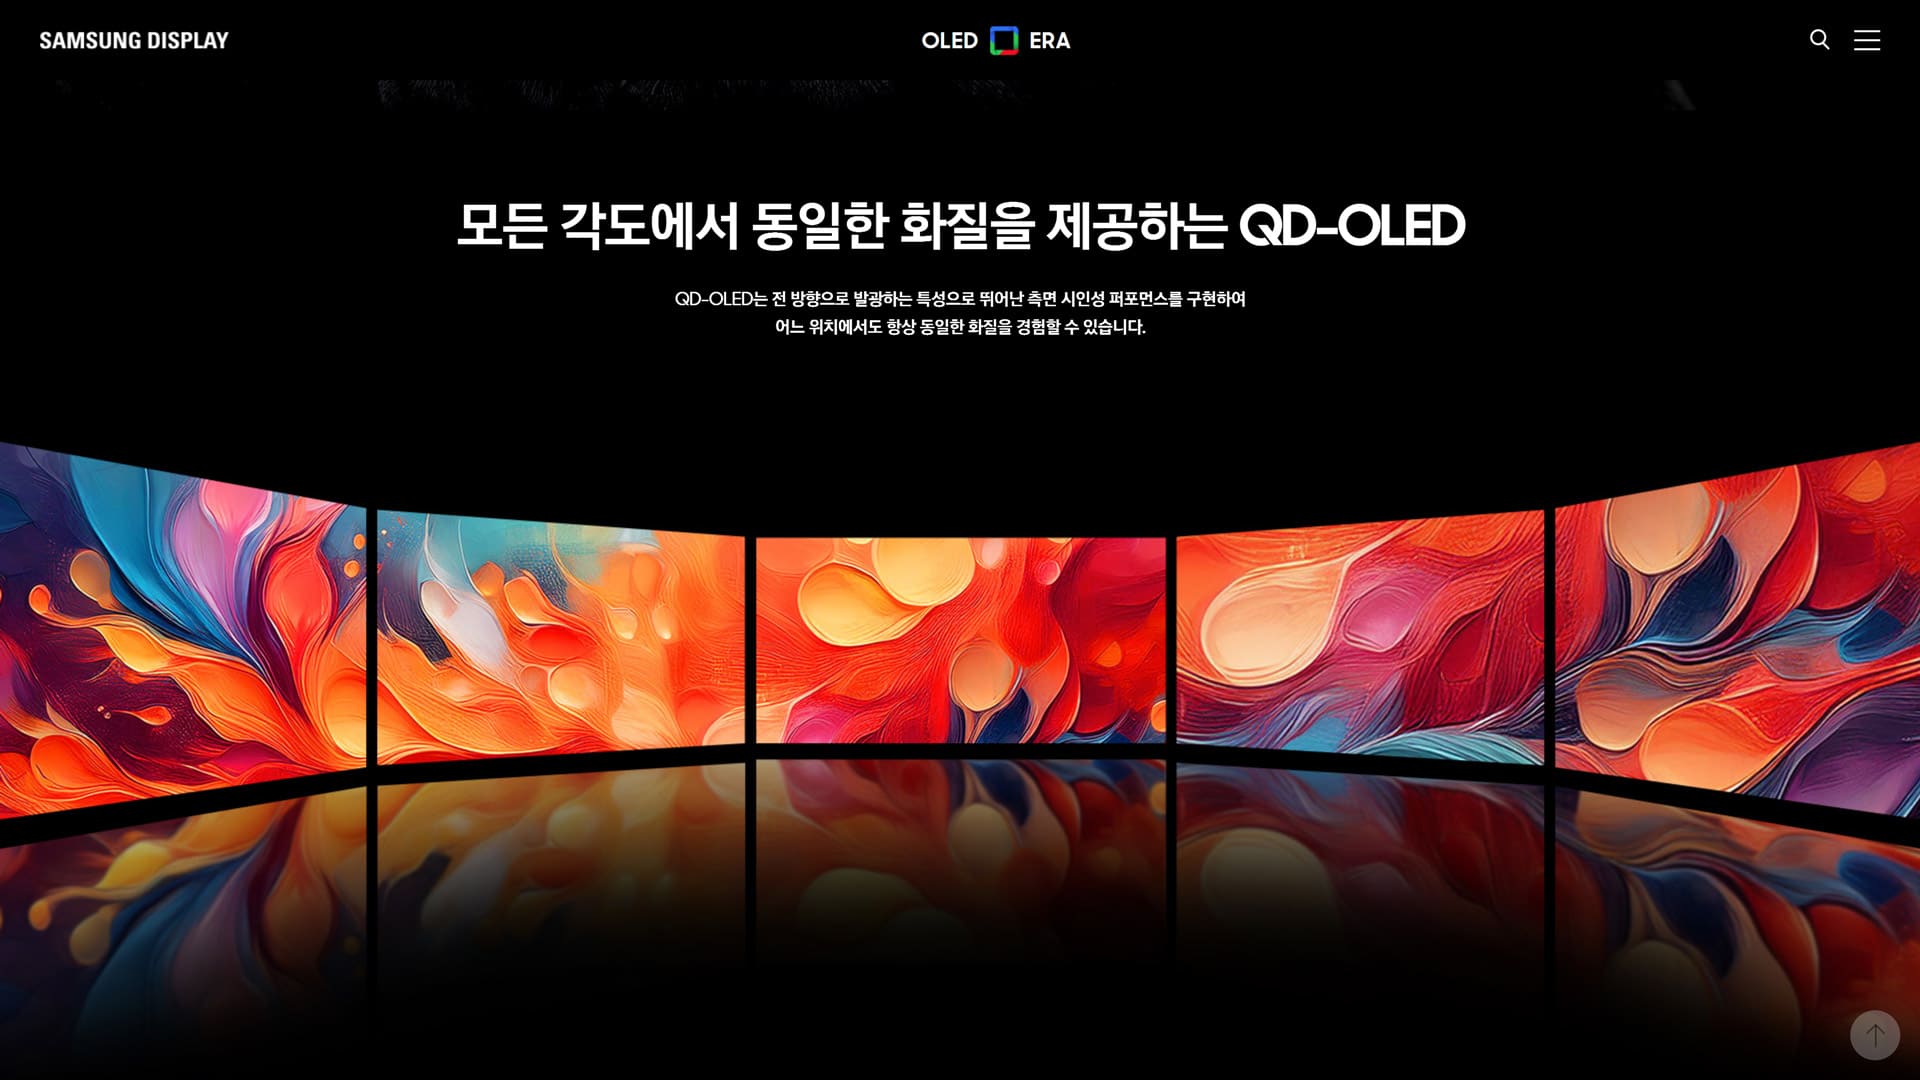 SAMSUNG DISPLAY
OLED ERA
모든 각도에서 동일한 화질을 제공하는 QD-OLED
QD-OLED는 전 방향으로 발광하는 특성으로 뛰어난 측면 시인성 퍼포먼스를 구현하여
어느 위치에서도 항상 동일한 화질을 경험할 수 있습니다.